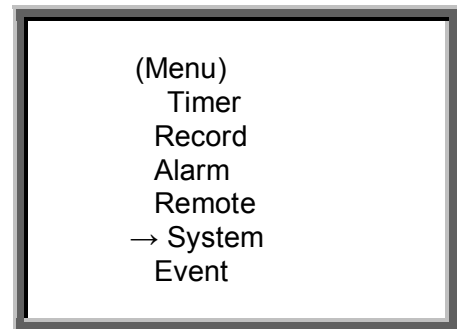 (Menu)
Timer
Record
Alarm
Remote
→ System
Event